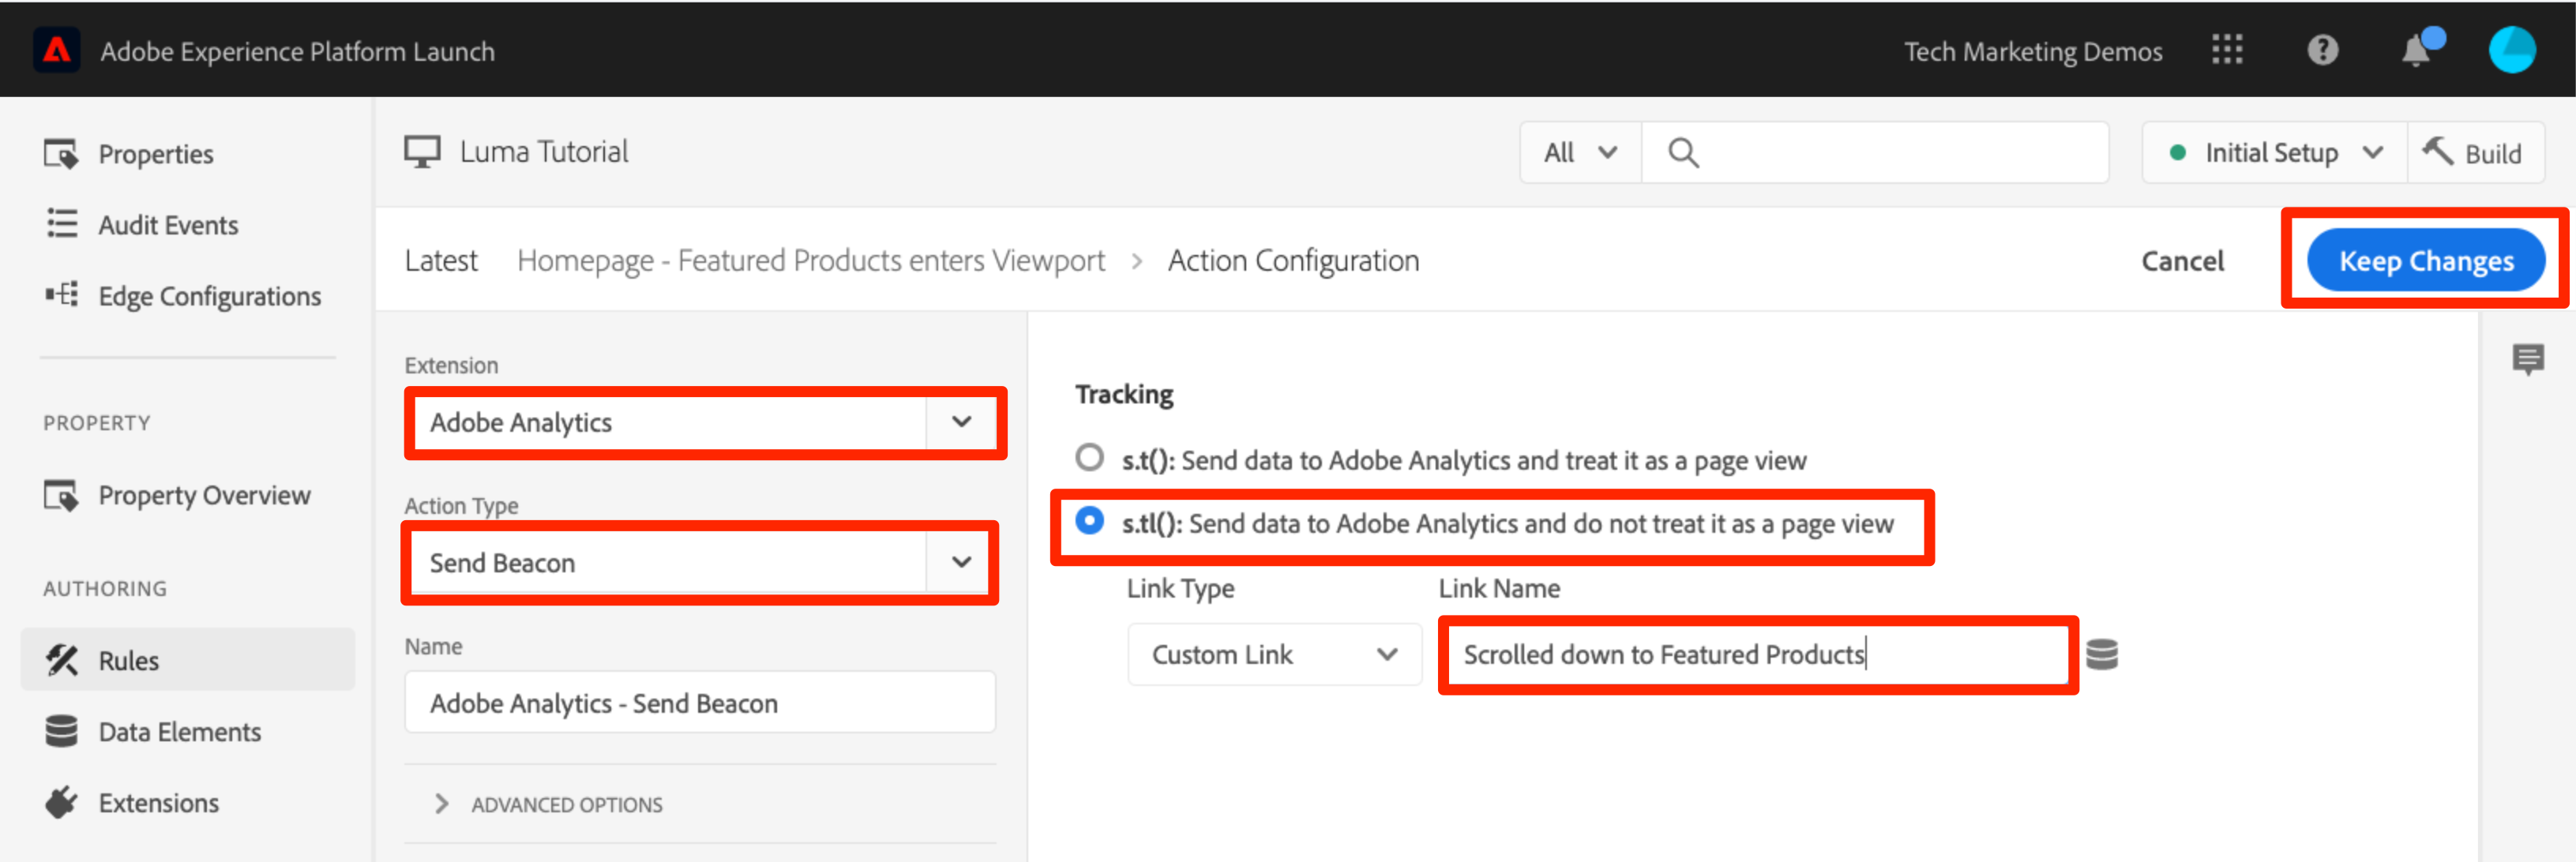 Adobe Experience Platform Launch
Tech Marketing Demos
Properties
Audit Events
Edge Configurations
PROPERTY
Property Overview
AUTHORING
Rules
Data Elements
Extensions
Luma Tutorial
All
Initial Setup
Build
Latest
Homepage - Featured Products enters Viewport > Action Configuration
Cancel
Keep Changes
Extension
Adobe Analytics
Action Type
Send Beacon
Name
Adobe Analytics - Send Beacon
ADVANCED OPTIONS
Tracking
s.t(): Send data to Adobe Analytics and treat it as a page view
s.tl(): Send data to Adobe Analytics and do not treat it as a page view
Link Type
Link Name
Custom Link
Scrolled down to Featured Products